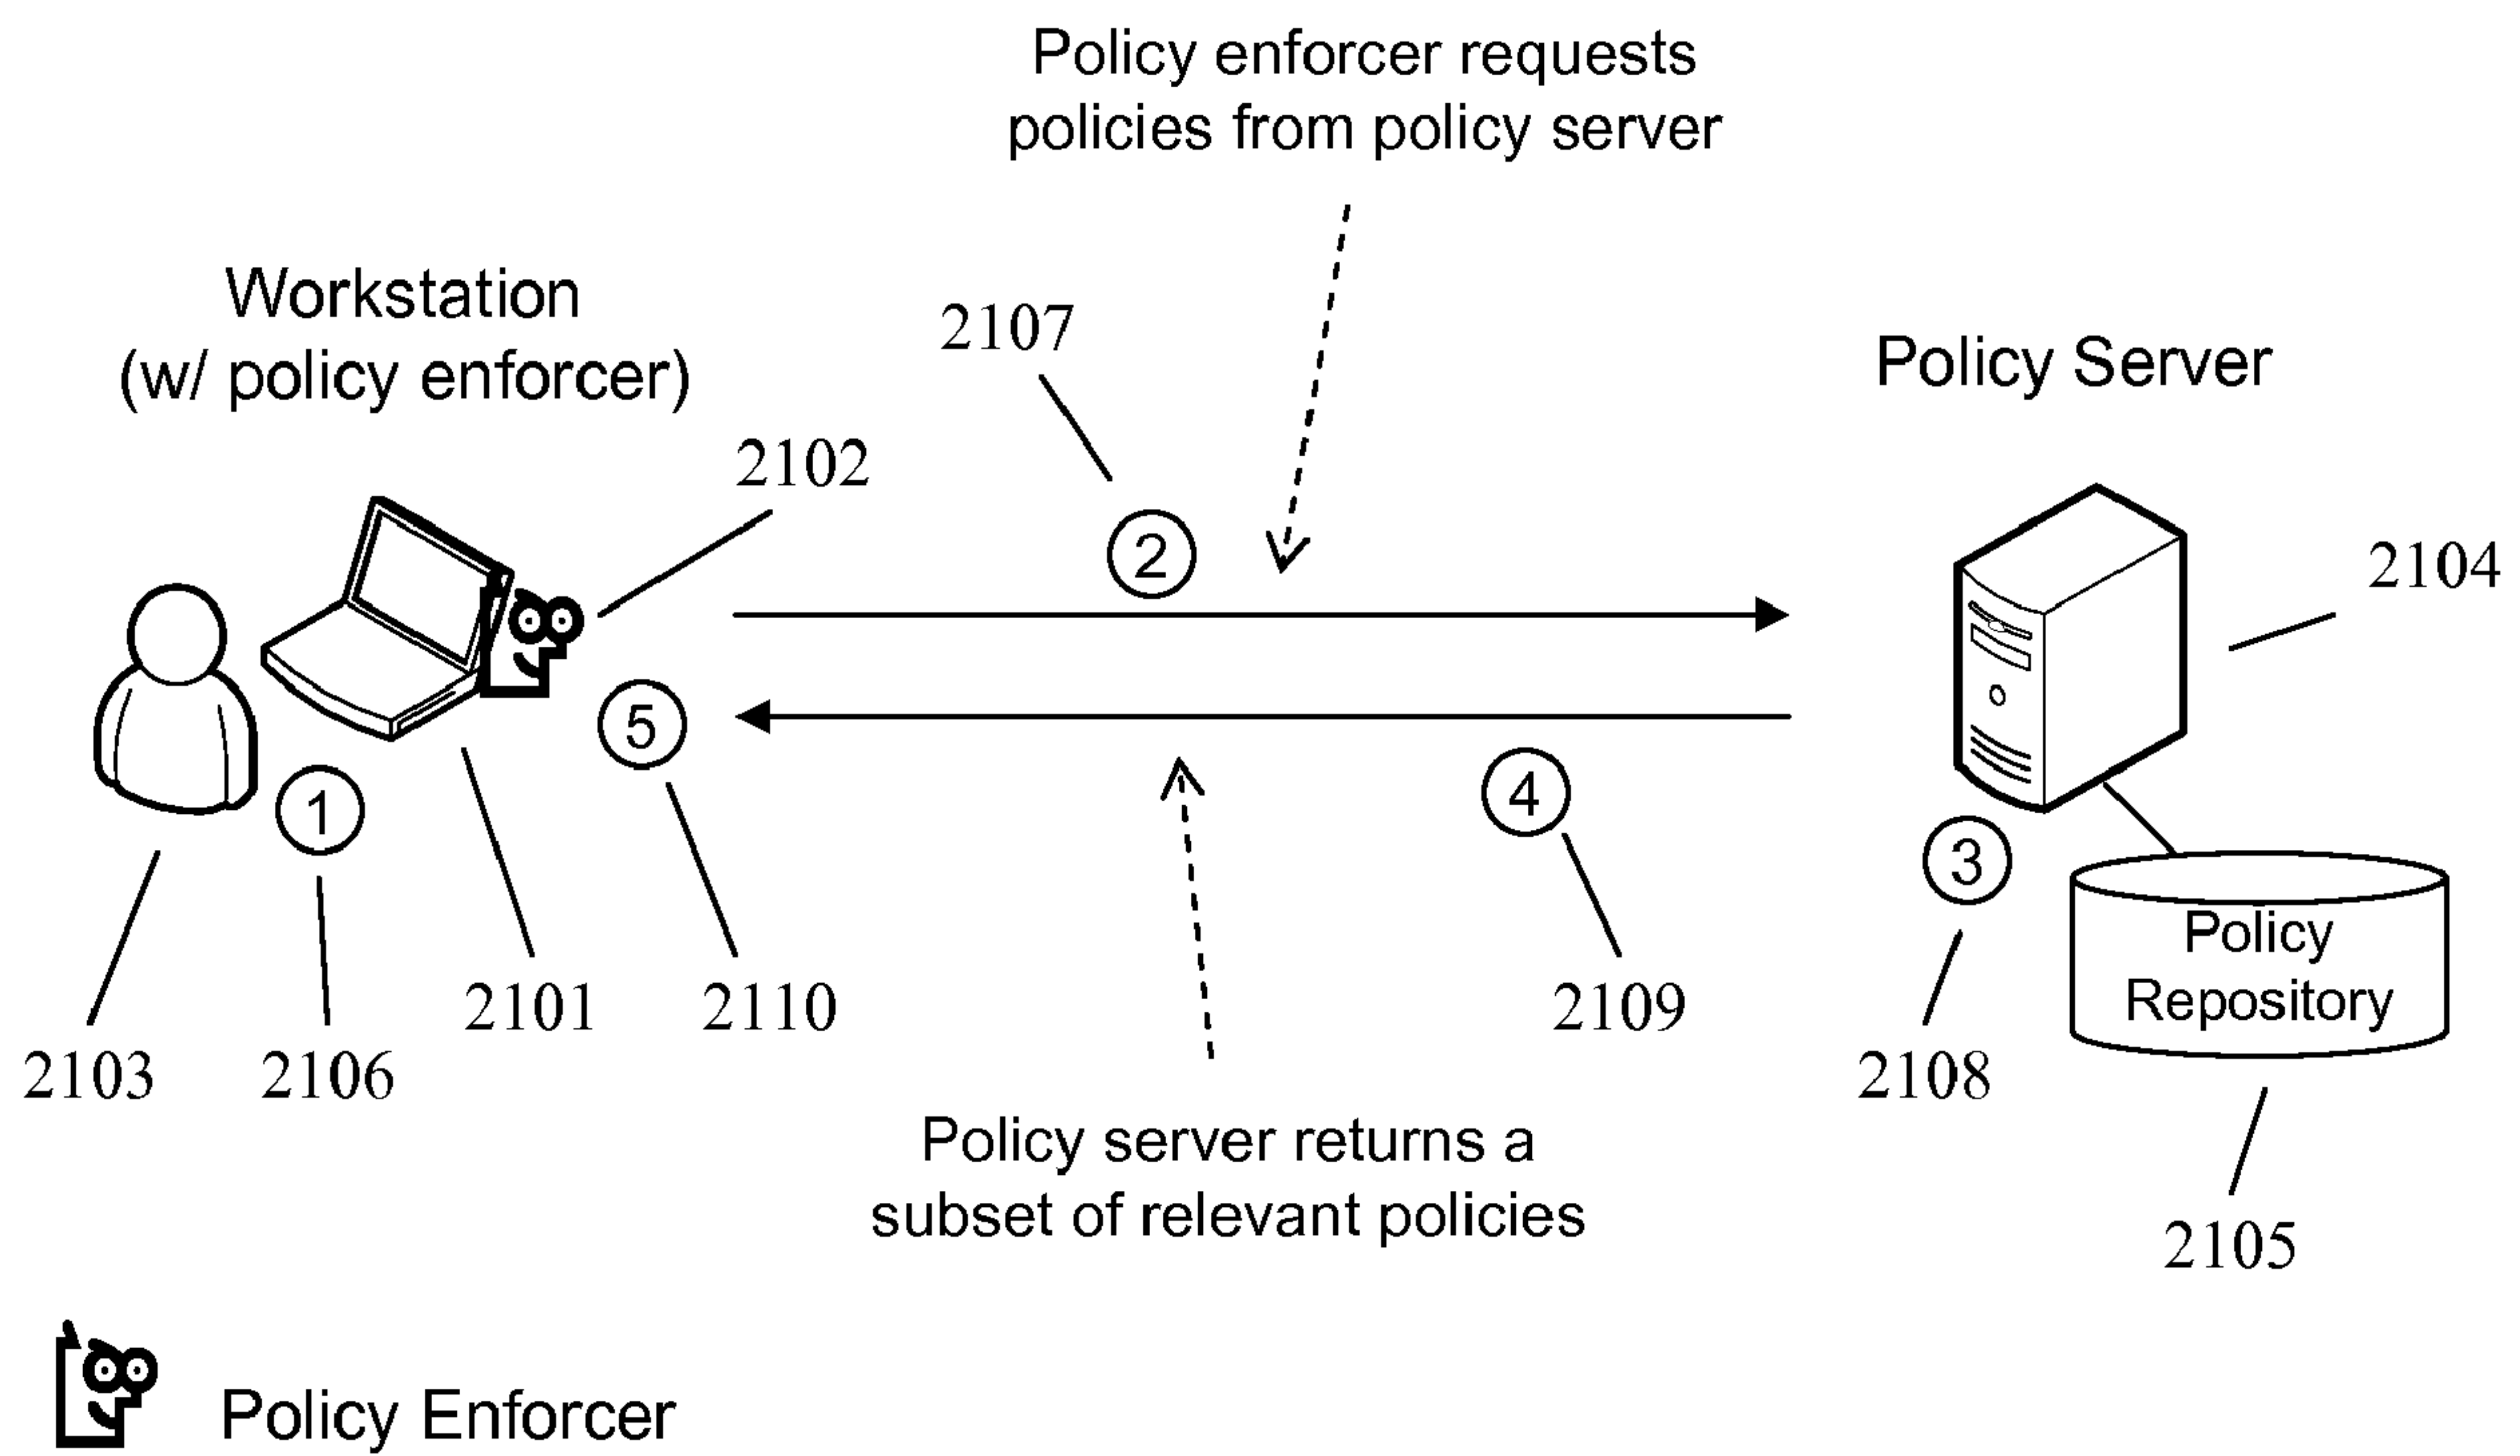 Policy enforcer requests
policies from policy server
Workstation
(w/ policy enforcer)
2107
Policy Server
2102
2
2104
5
1
4
3
Policy
Repository
2101
2110
2109
2103
2106
2108
Policy server returns a
subset of relevant policies
2105
Policy Enforcer